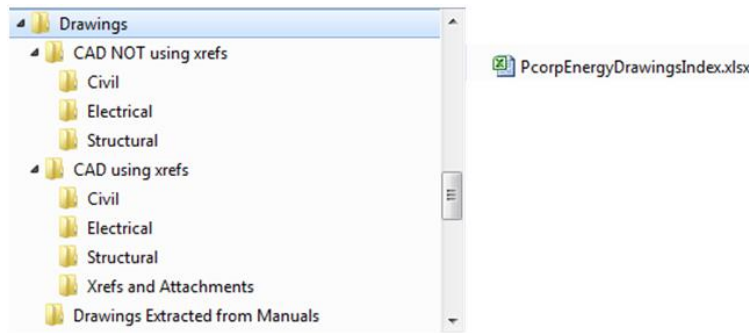 Drawings
CAD NOT using xrefs
Civil
Electrical
Structural
CAD using xrefs
Civil
Electrical
Structural
Xrefs and Attachments
Drawings Extracted from Manuals
PcorpEnergyDrawingsIndex.xlsx